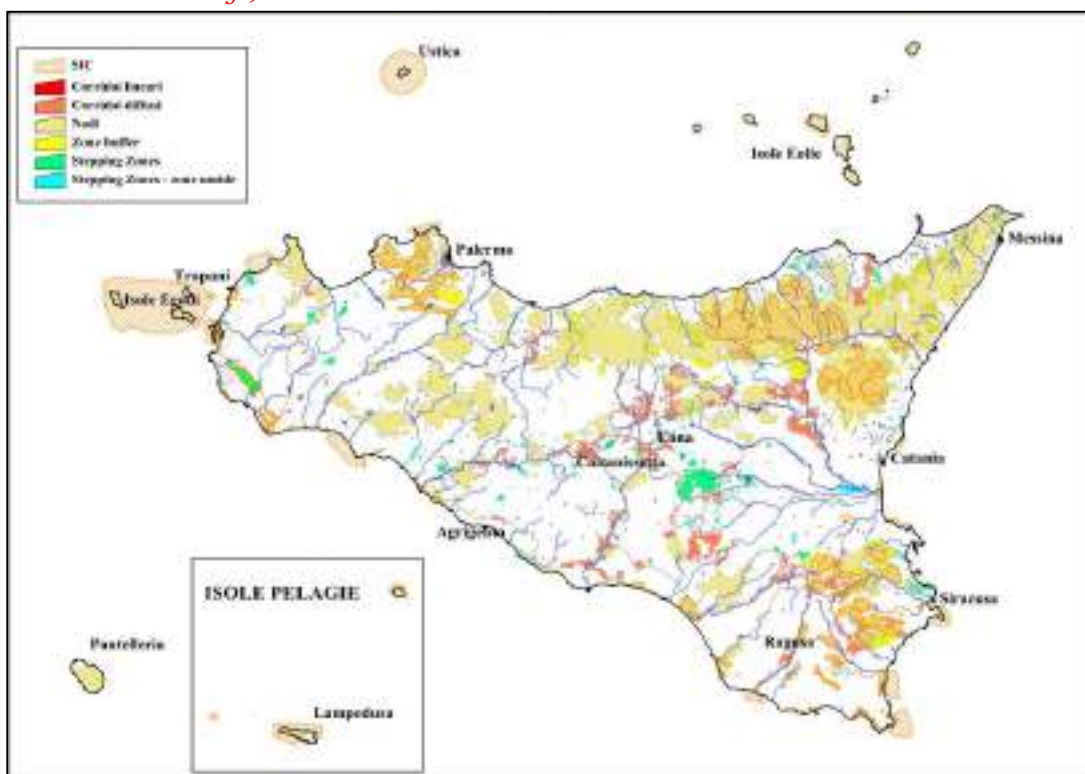 Ustica
SIC
Corridoi lineari
Corridoi diffusi
Nodi
Zone buffer
Stepping Zones
Stepping Zones - zone umide
Isole Eolie
Messina
Palermo
Trapani
Isole Egadi
Enna
Caltanissetta
Catania
Agrigento
ISOLE PELAGIE
Siracusa
Ragusa
Pantelleria
Lampedusa